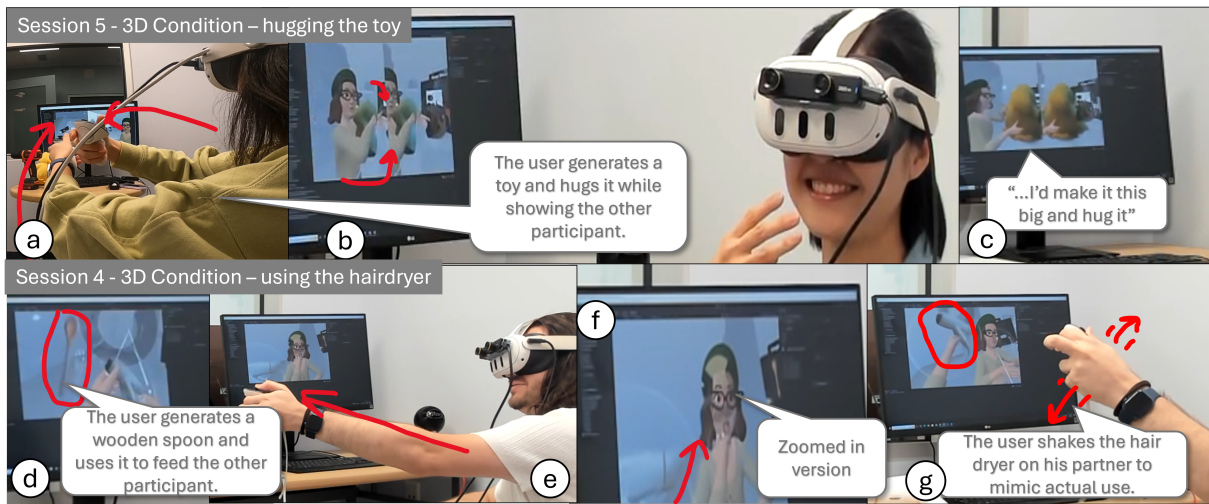 Session 5 - 3D Condition – hugging the toy
a
b
The user generates a
toy and hugs it while
showing the other
participant.
c
"...I'd make it this
big and hug it"
Session 4 - 3D Condition – using the hairdryer
d
The user generates a
wooden spoon and
uses it to feed the other
participant.
e
f
Zoomed in
version
g
The user shakes the hair
dryer on his partner to
mimic actual use.